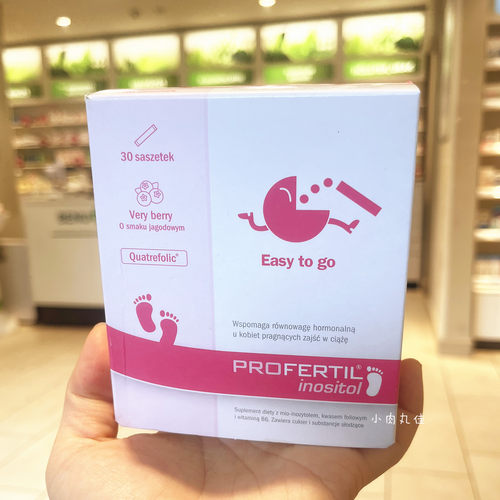 30 saszetek
Very berry
O smaku jagodowym
Quatrefolic®
Easy to go
Wspomaga równowagę hormonalną
u kobiet pragnących zajść w ciążę
PROFERTIL®
inositol
Suplement diety z mio-inozytolem, kwasem foliowym
i witaminą B6. Zawiera cukier i substancje słodzące.
小肉丸住